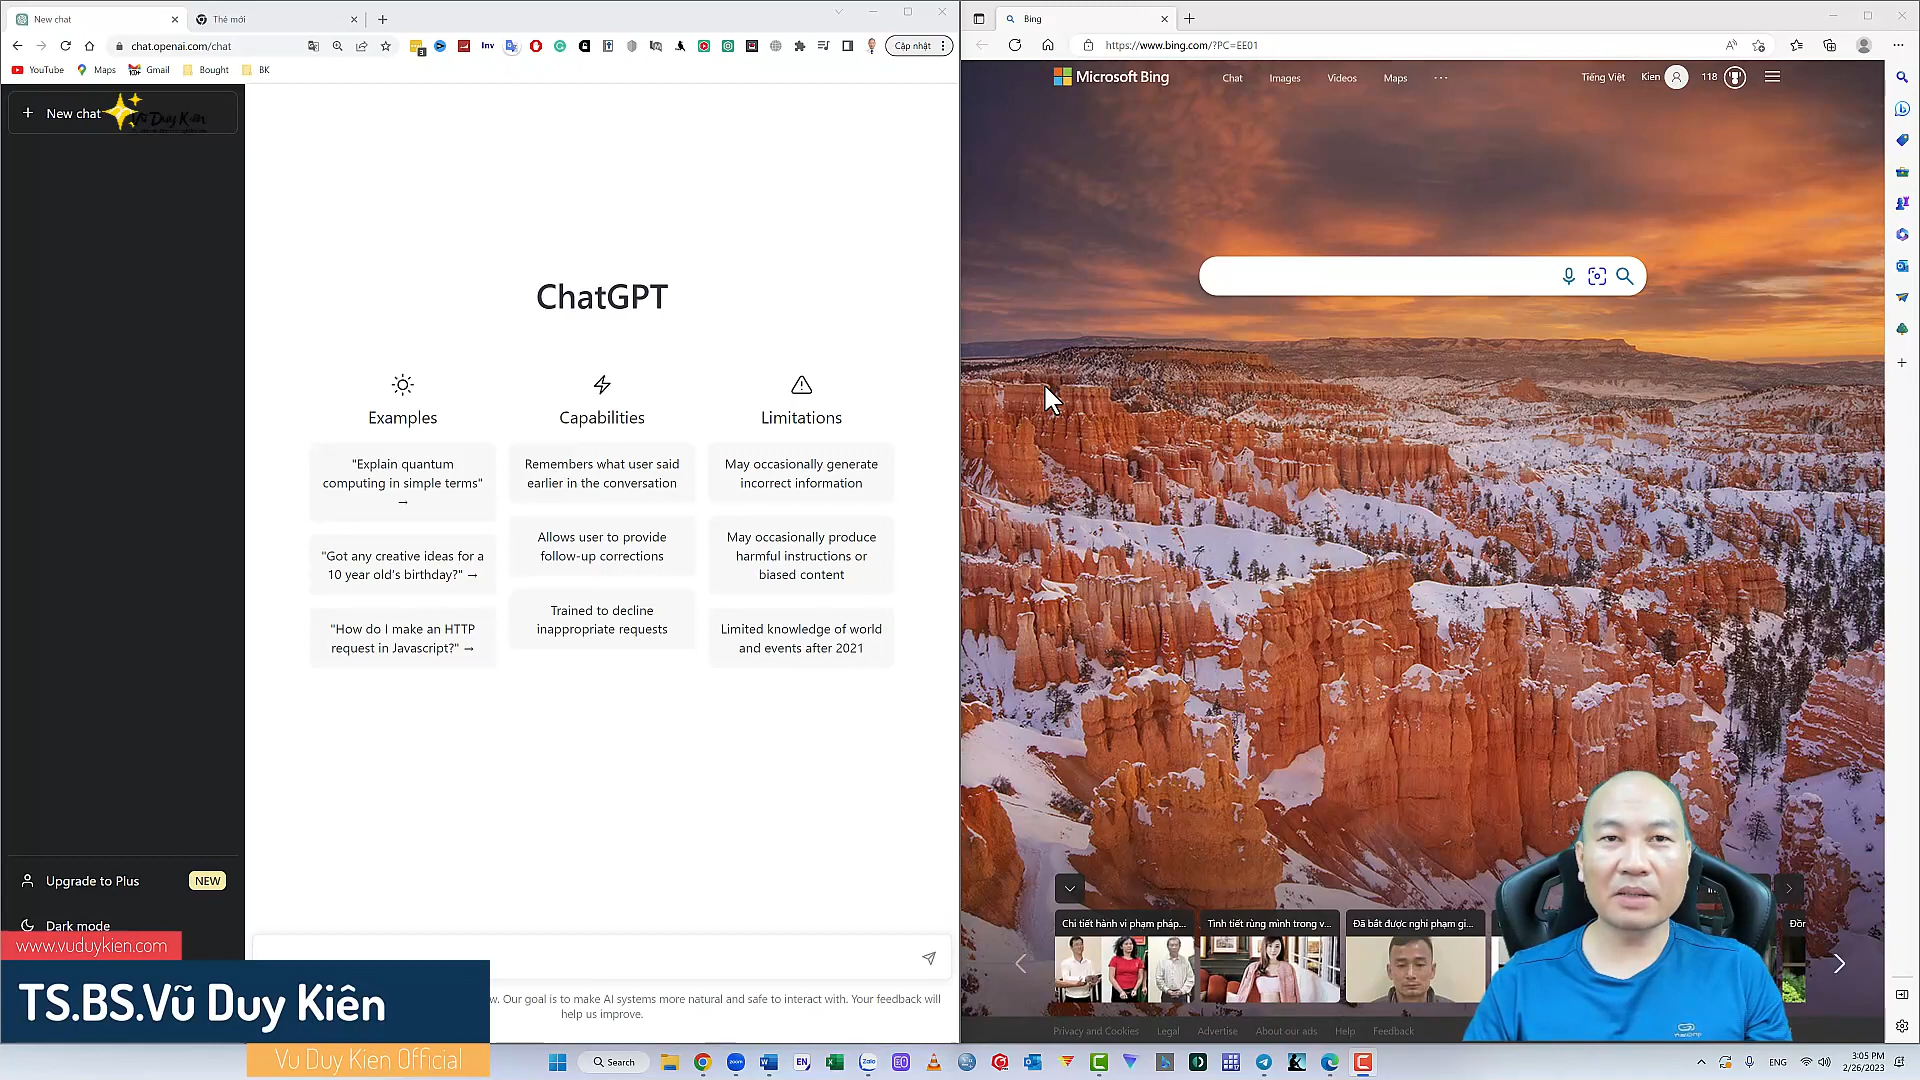 New chat
Thẻ mới
chat.openai.com/chat
Inv
Cập nhật
YouTube
Maps
Gmail
Bought
BK
New chat
Vũ Duy Kiên
ChatGPT
Examples
"Explain quantum
computing in simple terms"
→
"Got any creative ideas for a
10 year old's birthday?" →
"How do I make an HTTP
request in Javascript?" →
Capabilities
Remembers what user said
earlier in the conversation
Allows user to provide
follow-up corrections
Trained to decline
inappropriate requests
Limitations
May occasionally generate
incorrect information
May occasionally produce
harmful instructions or
biased content
Limited knowledge of world
and events after 2021
Upgrade to Plus
NEW
Dark mode
w. Our goal is to make AI systems more natural and safe to interact with. Your feedback will
help us improve.
www.vuduykien.com
TS.BS.Vũ Duy Kiên
Vu Duy Kien Official
Bing
https://www.bing.com/?PC=EE01
Microsoft Bing
Chat
Images
Videos
Maps
Tiếng Việt
Kien
118
Chi tiết hành vi phạm pháp...
Tình tiết rùng mình trong v...
Đã bắt được nghi phạm gi...
Privacy and Cookies
Legal
Advertise
About our ads
Help
Feedback
Search
zoom
EN
Zalo
ENG
3:05 PM
2/26/2023